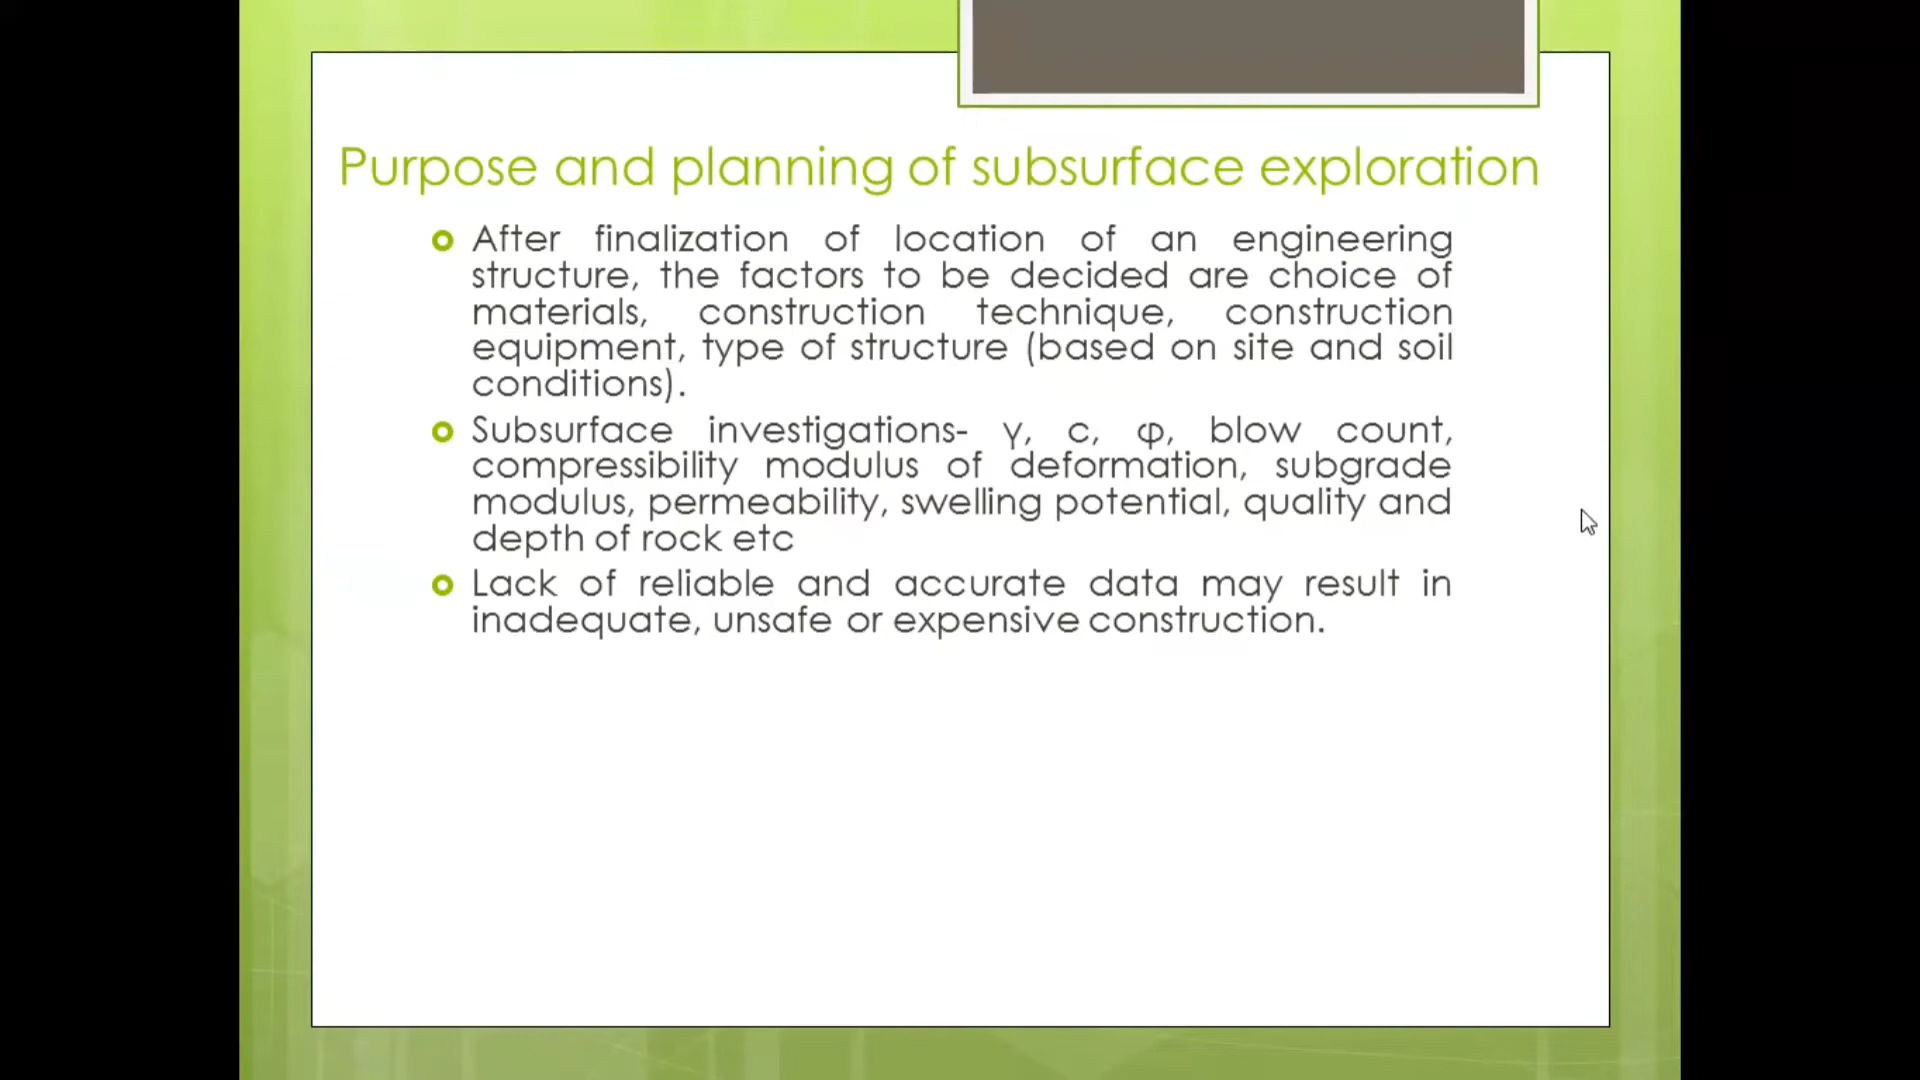 Purpose and planning of subsurface exploration
After finalization of location of an engineering
structure, the factors to be decided are choice of
materials, construction technique, construction
equipment, type of structure (based on site and soil
conditions).
Subsurface investigations- γ, c, φ, blow count,
compressibility modulus of deformation, subgrade
modulus, permeability, swelling potential, quality and
depth of rock etc
Lack of reliable and accurate data may result in
inadequate, unsafe or expensive construction.